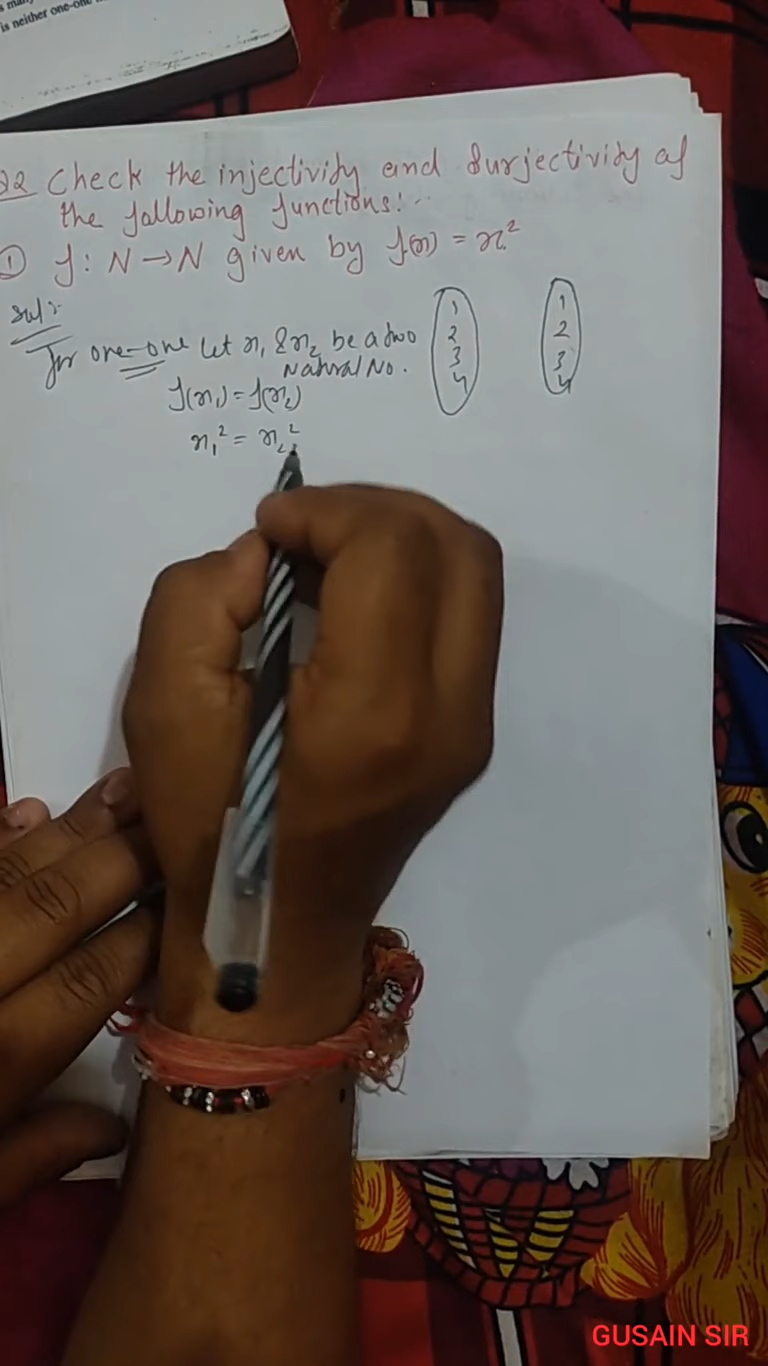 is neither one-one
Q2 Check the injectivity and Surjectivity of
the following functions:-
① f: N→N given by f(x) = x²
Sol:-
For one-one Let x₁ & x₂ be a two
Natural No.
f(x₁) = f(x₂)
x₁² = x₂²
1
2
3
4
1
2
3
4
GUSAIN SIR